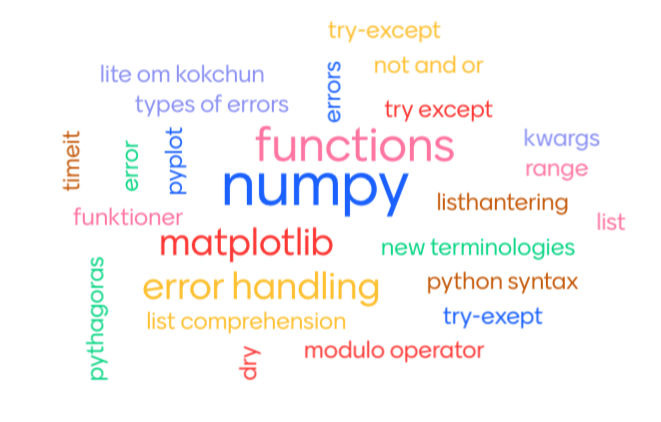 try-except
not and or
lite om kokchun
types of errors
errors
try except
functions
kwargs
timeit
error
pyplot
range
numpy
listhantering
funktioner
list
matplotlib
new terminologies
error handling
python syntax
pythagoras
list comprehension
try-exept
dry
modulo operator